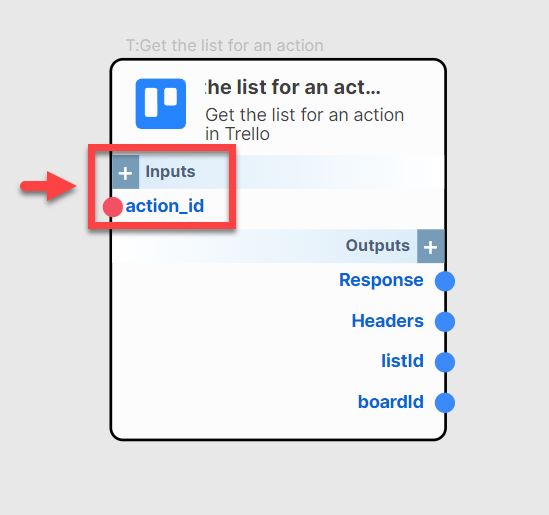 T:Get the list for an action
the list for an act...
Get the list for an action
in Trello
+ Inputs
action_id
Outputs +
Response
Headers
listId
boardId